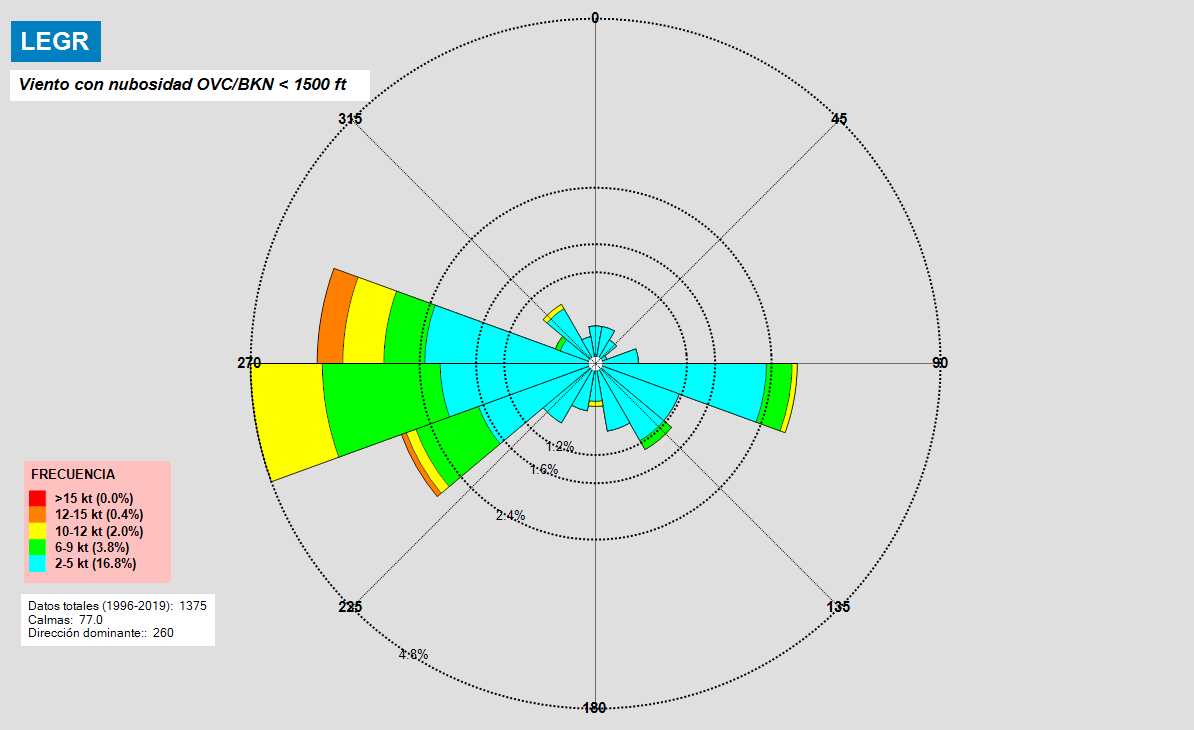 LEGR
Viento con nubosidad OVC/BKN < 1500 ft
0
315
45
270
90
1.2%
1.6%
2.4%
225
135
4.8%
180
FRECUENCIA
>15 kt (0.0%)
12-15 kt (0.4%)
10-12 kt (2.0%)
6-9 kt (3.8%)
2-5 kt (16.8%)
Datos totales (1996-2019): 1375
Calmas: 77.0
Dirección dominante:: 260